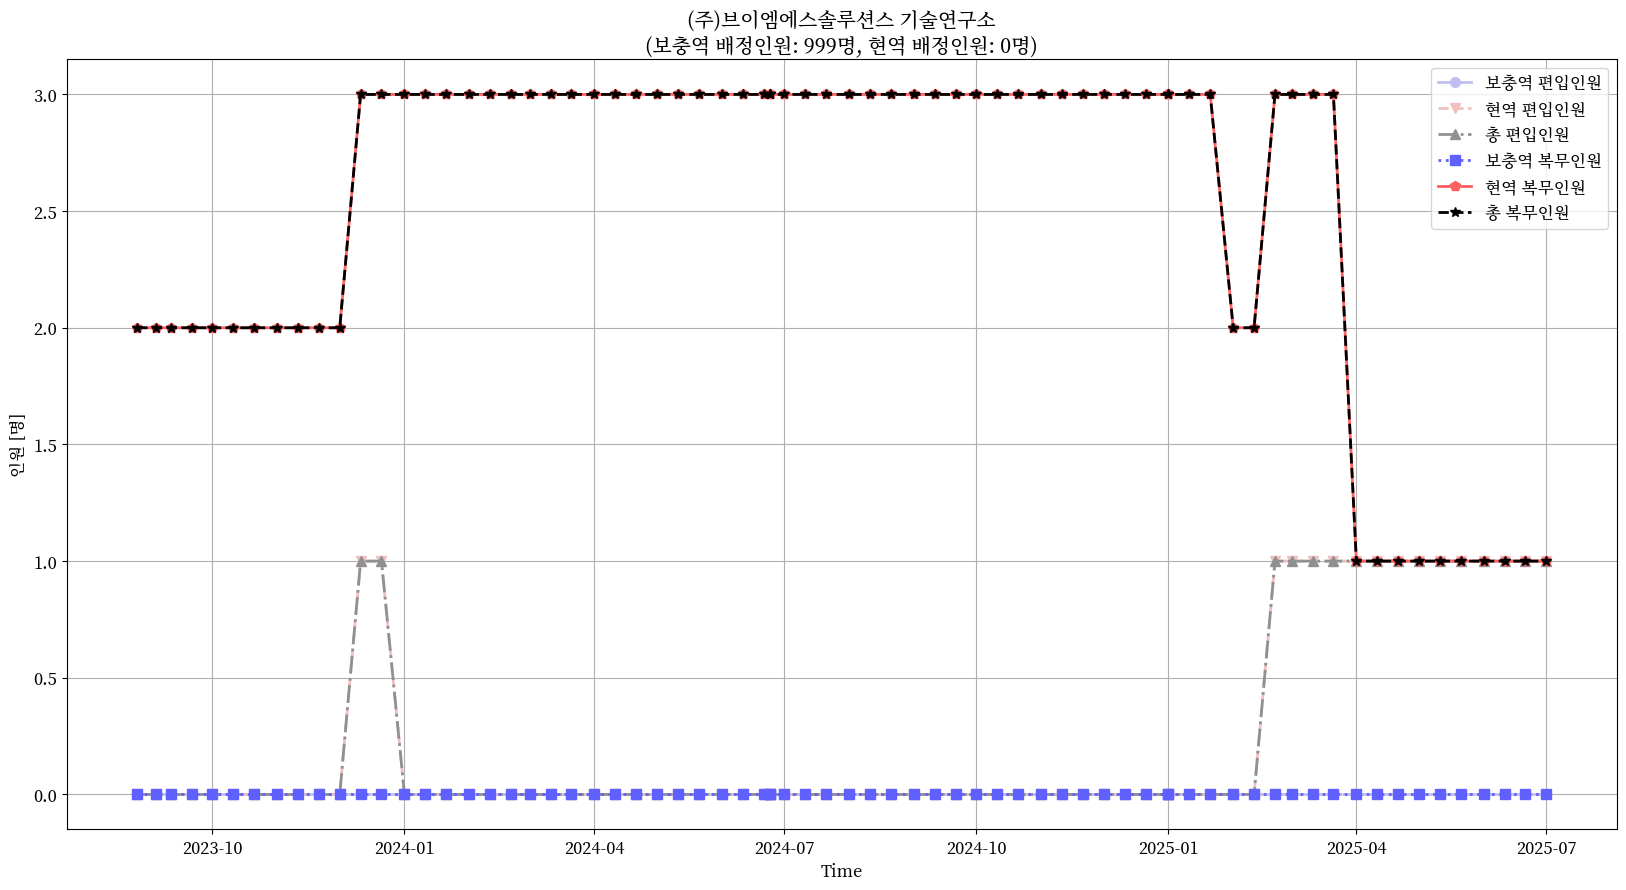 (주)브이엠에스솔루션스 기술연구소
(보충역 배정인원: 999명, 현역 배정인원: 0명)
보충역 편입인원
현역 편입인원
총 편입인원
보충역 복무인원
현역 복무인원
총 복무인원
3.0
2.5
2.0
1.5
1.0
0.5
0.0
인원 [명]
2023-10
2024-01
2024-04
2024-07
2024-10
2025-01
2025-04
2025-07
Time